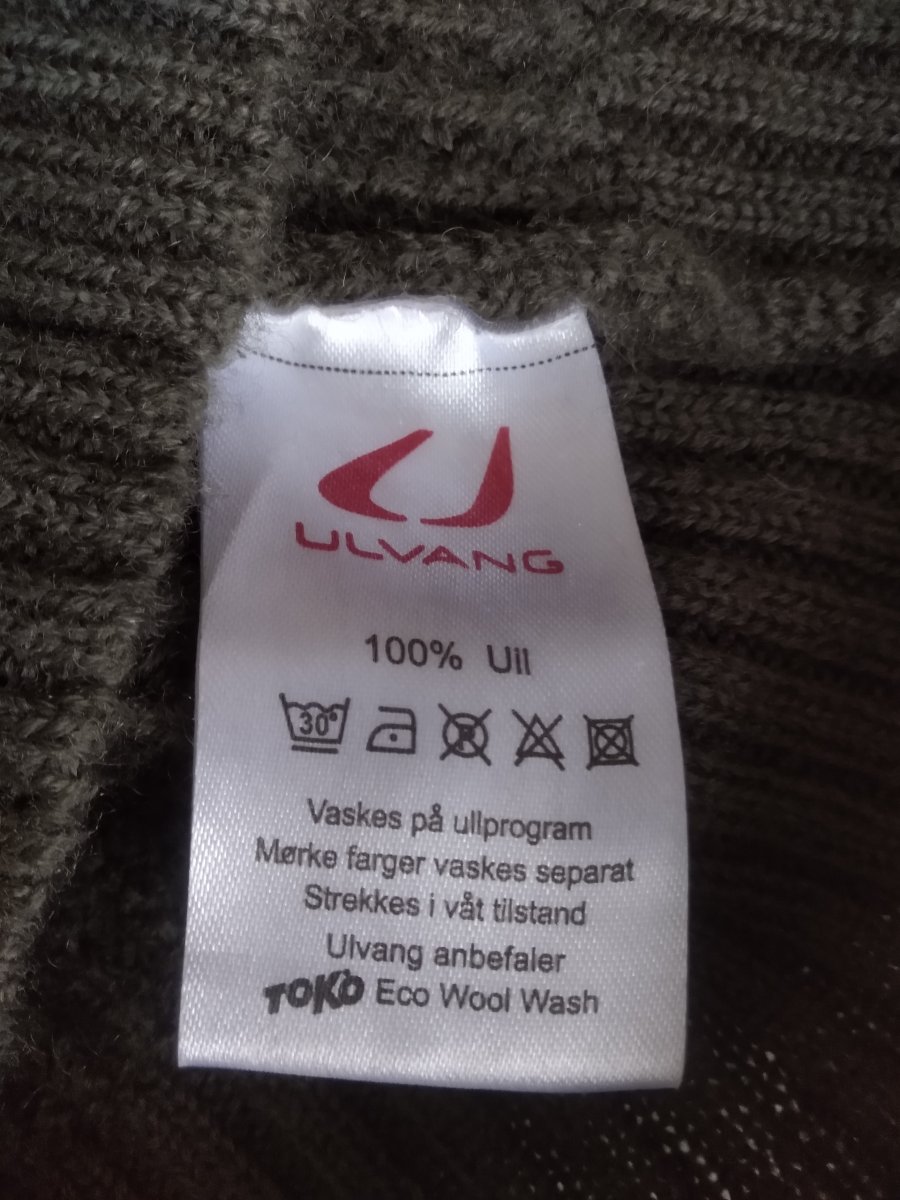 ULVANG
100% Ull
30°
Vaskes på ullprogram
Mørke farger vaskes separat
Strekkes i våt tilstand
Ulvang anbefaler
TOKO Eco Wool Wash